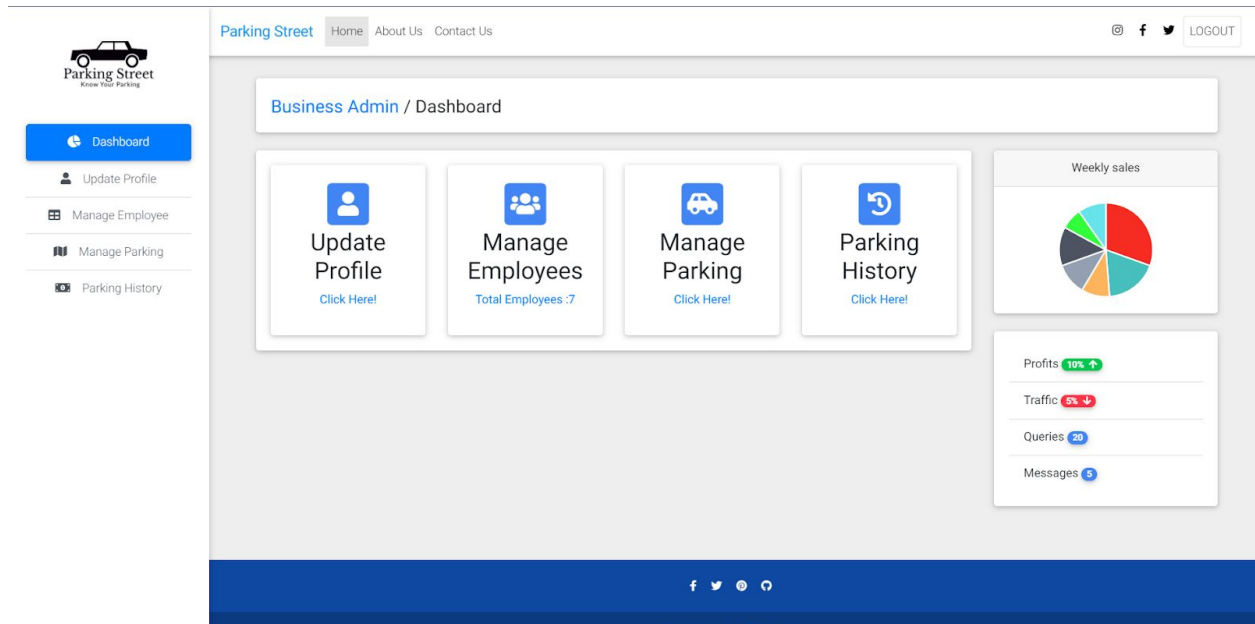 Parking Street
Know Your Parking
Dashboard
Update Profile
Manage Employee
Manage Parking
Parking History
Parking Street Home About Us Contact Us LOGOUT
Business Admin / Dashboard
Update
Profile
Click Here!
Manage
Employees
Total Employees :7
Manage
Parking
Click Here!
Parking
History
Click Here!
Weekly sales
Profits 10%
Traffic 5%
Queries 20
Messages 5